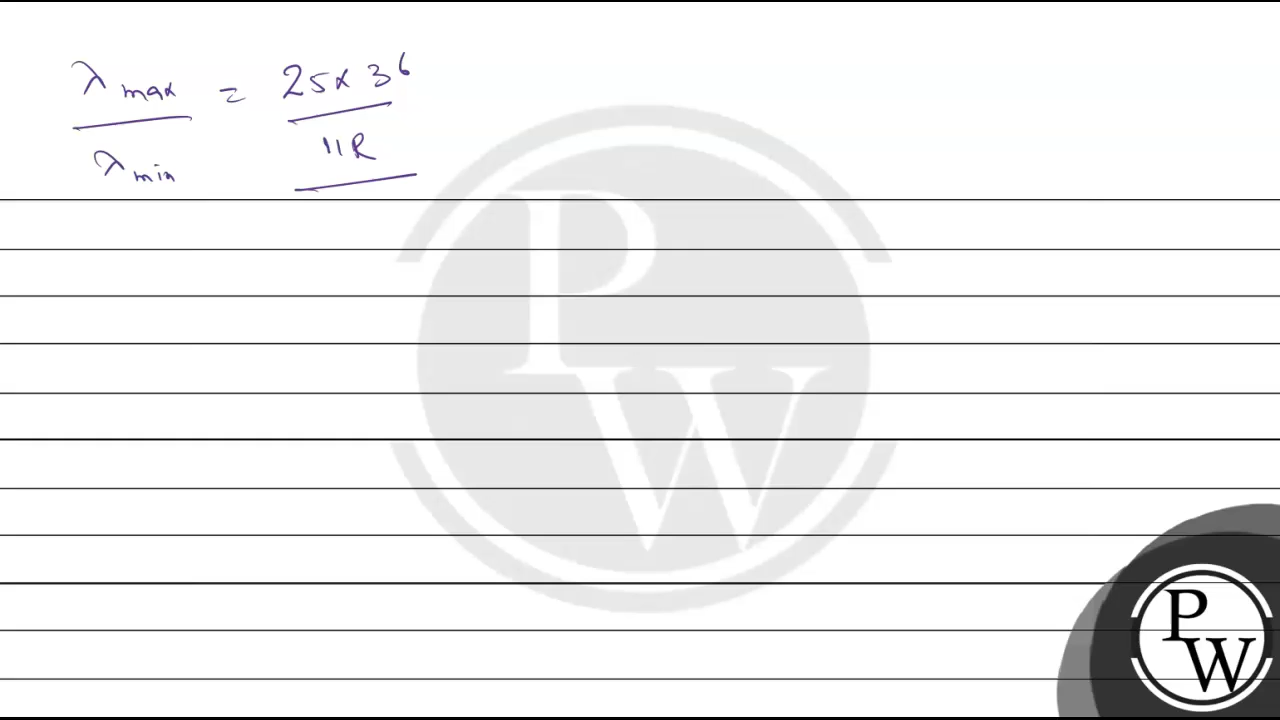 λmax = 25×36
λmin 11R
P
W
P
W